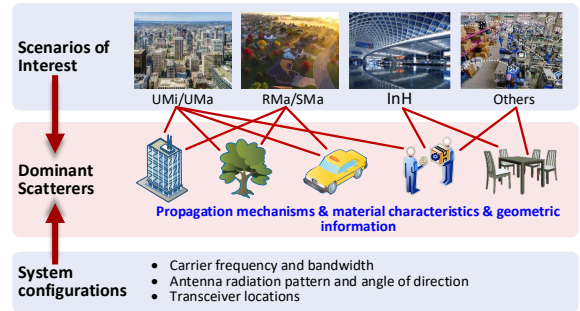 Scenarios of
Interest
UMi/UMa
RMa/SMa
InH
Others
Dominant
Scatterers
Propagation mechanisms & material characteristics & geometric
information
System
configurations
• Carrier frequency and bandwidth
• Antenna radiation pattern and angle of direction
• Transceiver locations